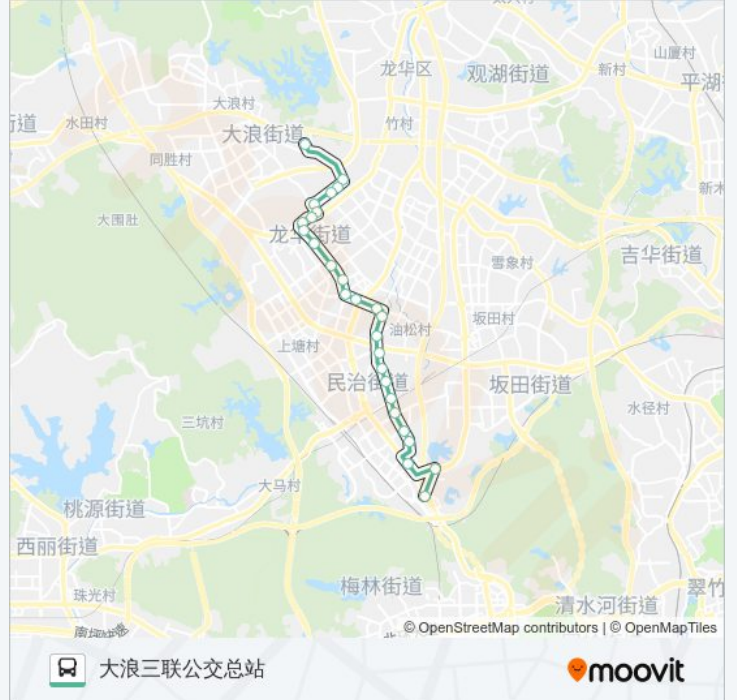 山厦村
龙华区
观湖街道
新村
平湖
大浪村
街道
水田村
大浪街道
竹村
同胜村
新木
大围肚
龙华街道
吉华街道
雪象村
坂田村
油松村
上塘村
民治街道
坂田街道
水径村
三坑村
大马村
桃源街道
西丽街道
梅林街道
翠竹
珠光村
清水河街道
南坪快速
© OpenStreetMap contributors | © OpenMapTiles
大浪三联公交总站
moovit